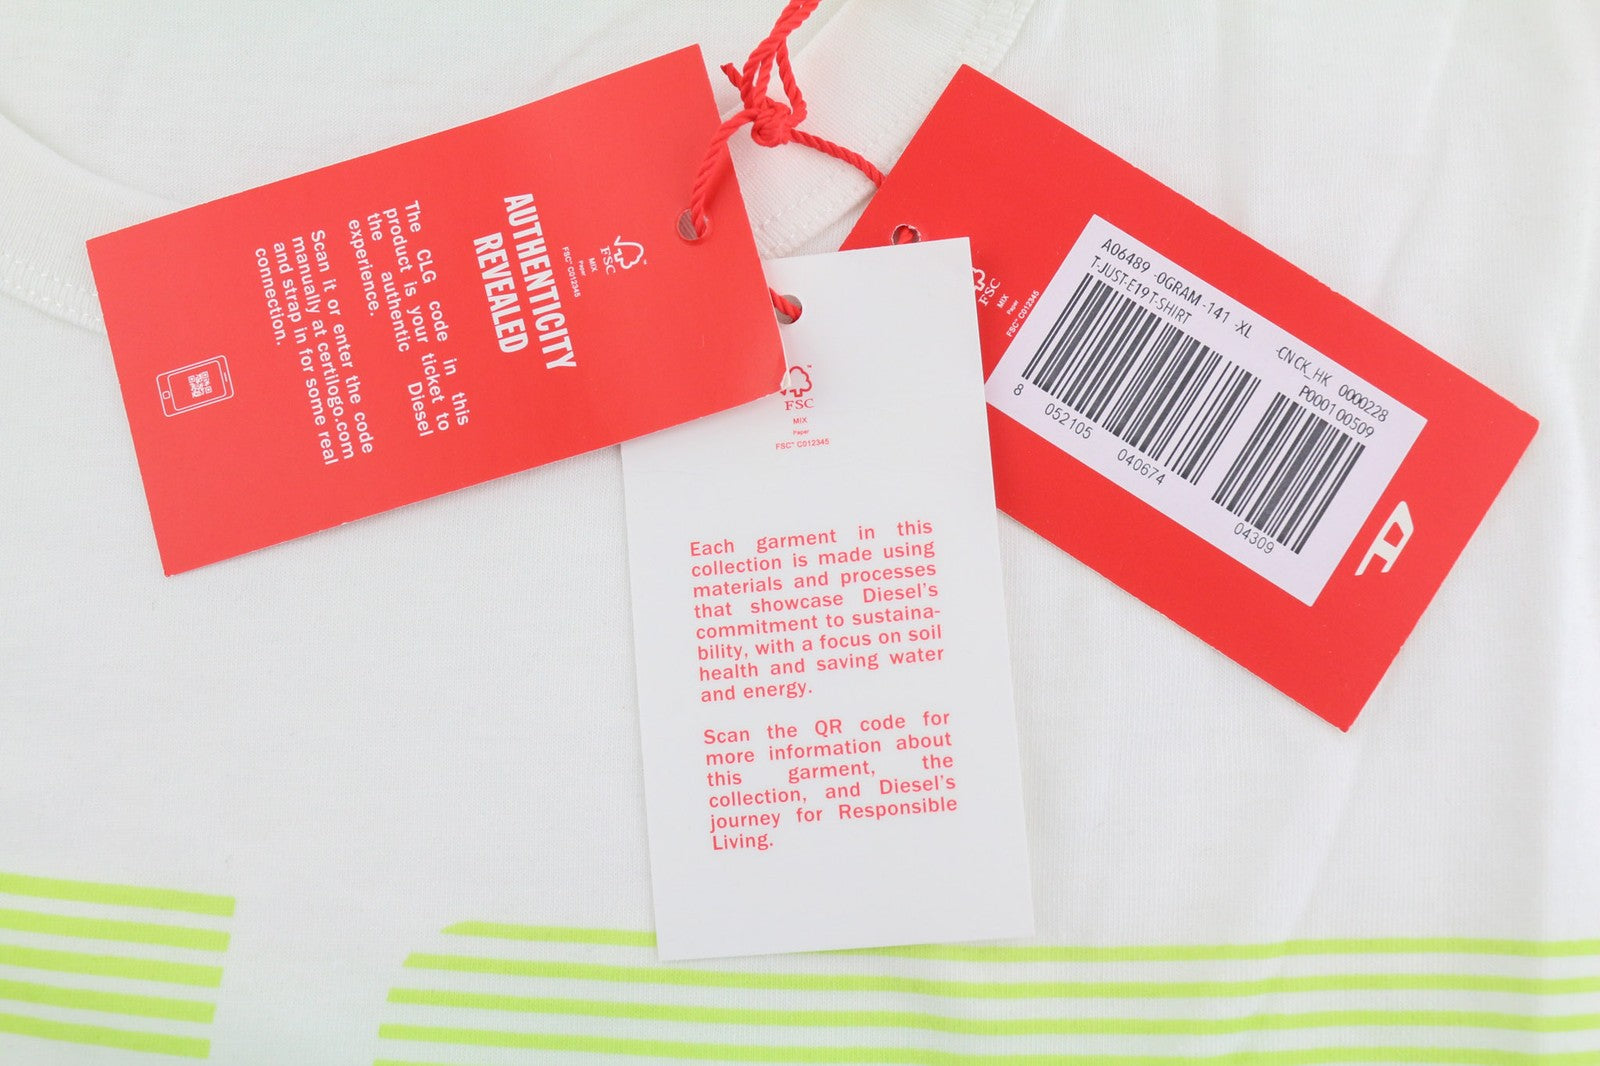 AUTHENTICITY
REVEALED
The CLG code in this
product is your ticket to
the authentic Diesel
experience.
Scan it or enter the code
manually at certilogo.com
and strap in for some real
connection.
FSC
MIX
Paper
FSC™ C012345
FSC
MIX
Paper
FSC™ C012345
Each garment in this
collection is made using
materials and processes
that showcase Diesel's
commitment to sustaina-
bility, with a focus on soil
health and saving water
and energy.
Scan the QR code for
more information about
this garment, the
collection, and Diesel's
journey for Responsible
Living.
FSC
MIX
Paper
FSC™ C012345
A06489 -0GRAM -141 -XL
T-JUST-E19 T-SHIRT
-CN CK_HK 0000228
P000100509
8 052105 040674 04309
D